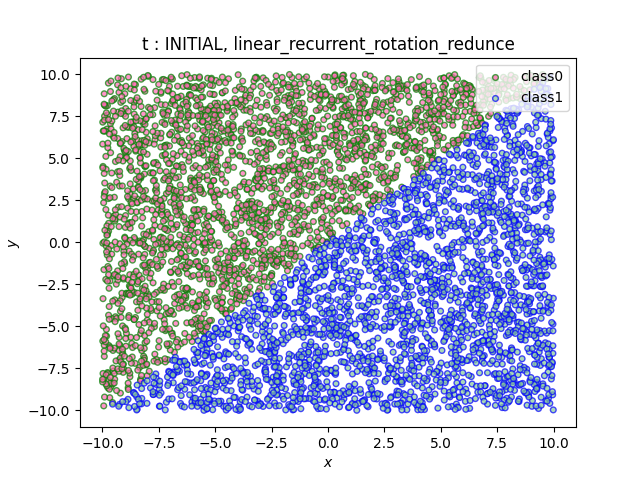 t : INITIAL, linear_recurrent_rotation_redunce
class0
class1
10.0
7.5
5.0
2.5
0.0
−2.5
−5.0
−7.5
−10.0
y
−10.0 −7.5 −5.0 −2.5 0.0 2.5 5.0 7.5 10.0
x